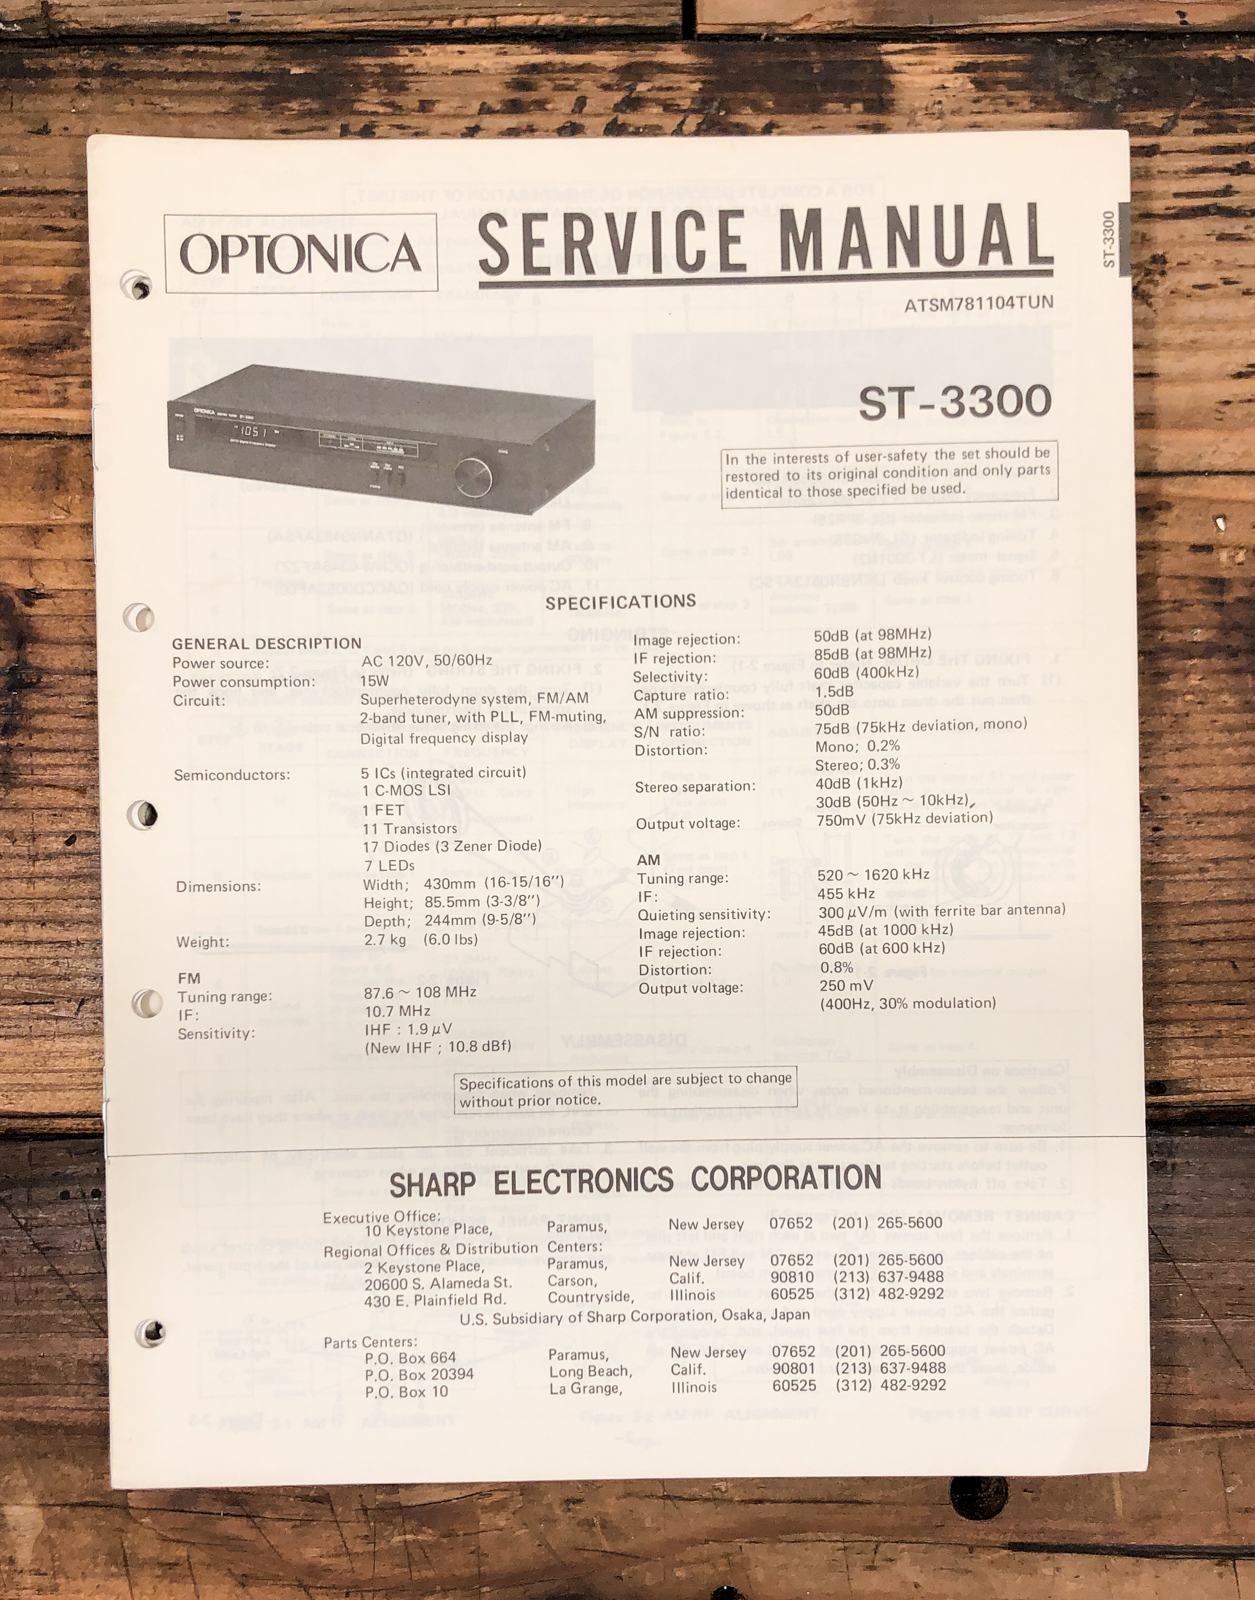 OPTONICA
SERVICE MANUAL
ST-3300
ATSM781104TUN
OPTONICA
1051
ST-3300
In the interests of user-safety the set should be
restored to its original condition and only parts
identical to those specified be used.
SPECIFICATIONS
GENERAL DESCRIPTION
Power source: AC 120V, 50/60Hz
Power consumption: 15W
Circuit: Superheterodyne system, FM/AM
2-band tuner, with PLL, FM-muting,
Digital frequency display
Semiconductors: 5 ICs (integrated circuit)
1 C-MOS LSI
1 FET
11 Transistors
17 Diodes (3 Zener Diode)
7 LEDs
Dimensions: Width; 430mm (16-15/16")
Height; 85.5mm (3-3/8")
Depth; 244mm (9-5/8")
Weight: 2.7 kg (6.0 lbs)
FM
Tuning range: 87.6 ~ 108 MHz
IF: 10.7 MHz
Sensitivity: IHF : 1.9 μV
(New IHF ; 10.8 dBf)
Image rejection: 50dB (at 98MHz)
IF rejection: 85dB (at 98MHz)
Selectivity: 60dB (400kHz)
Capture ratio: 1.5dB
AM suppression: 50dB
S/N ratio: 75dB (75kHz deviation, mono)
Distortion: Mono; 0.2%
Stereo; 0.3%
Stereo separation: 40dB (1kHz)
30dB (50Hz ~ 10kHz)
Output voltage: 750mV (75kHz deviation)
AM
Tuning range: 520 ~ 1620 kHz
IF: 455 kHz
Quieting sensitivity: 300 μV/m (with ferrite bar antenna)
Image rejection: 45dB (at 1000 kHz)
IF rejection: 60dB (at 600 kHz)
Distortion: 0.8%
Output voltage: 250 mV
(400Hz, 30% modulation)
Specifications of this model are subject to change
without prior notice.
SHARP ELECTRONICS CORPORATION
Executive Office:
10 Keystone Place, Paramus, New Jersey 07652 (201) 265-5600
Regional Offices & Distribution Centers:
2 Keystone Place, Paramus, New Jersey 07652 (201) 265-5600
20600 S. Alameda St. Carson, Calif. 90810 (213) 637-9488
430 E. Plainfield Rd. Countryside, Illinois 60525 (312) 482-9292
U.S. Subsidiary of Sharp Corporation, Osaka, Japan
Parts Centers:
P.O. Box 664 Paramus, New Jersey 07652 (201) 265-5600
P.O. Box 20394 Long Beach, Calif. 90801 (213) 637-9488
P.O. Box 10 La Grange, Illinois 60525 (312) 482-9292